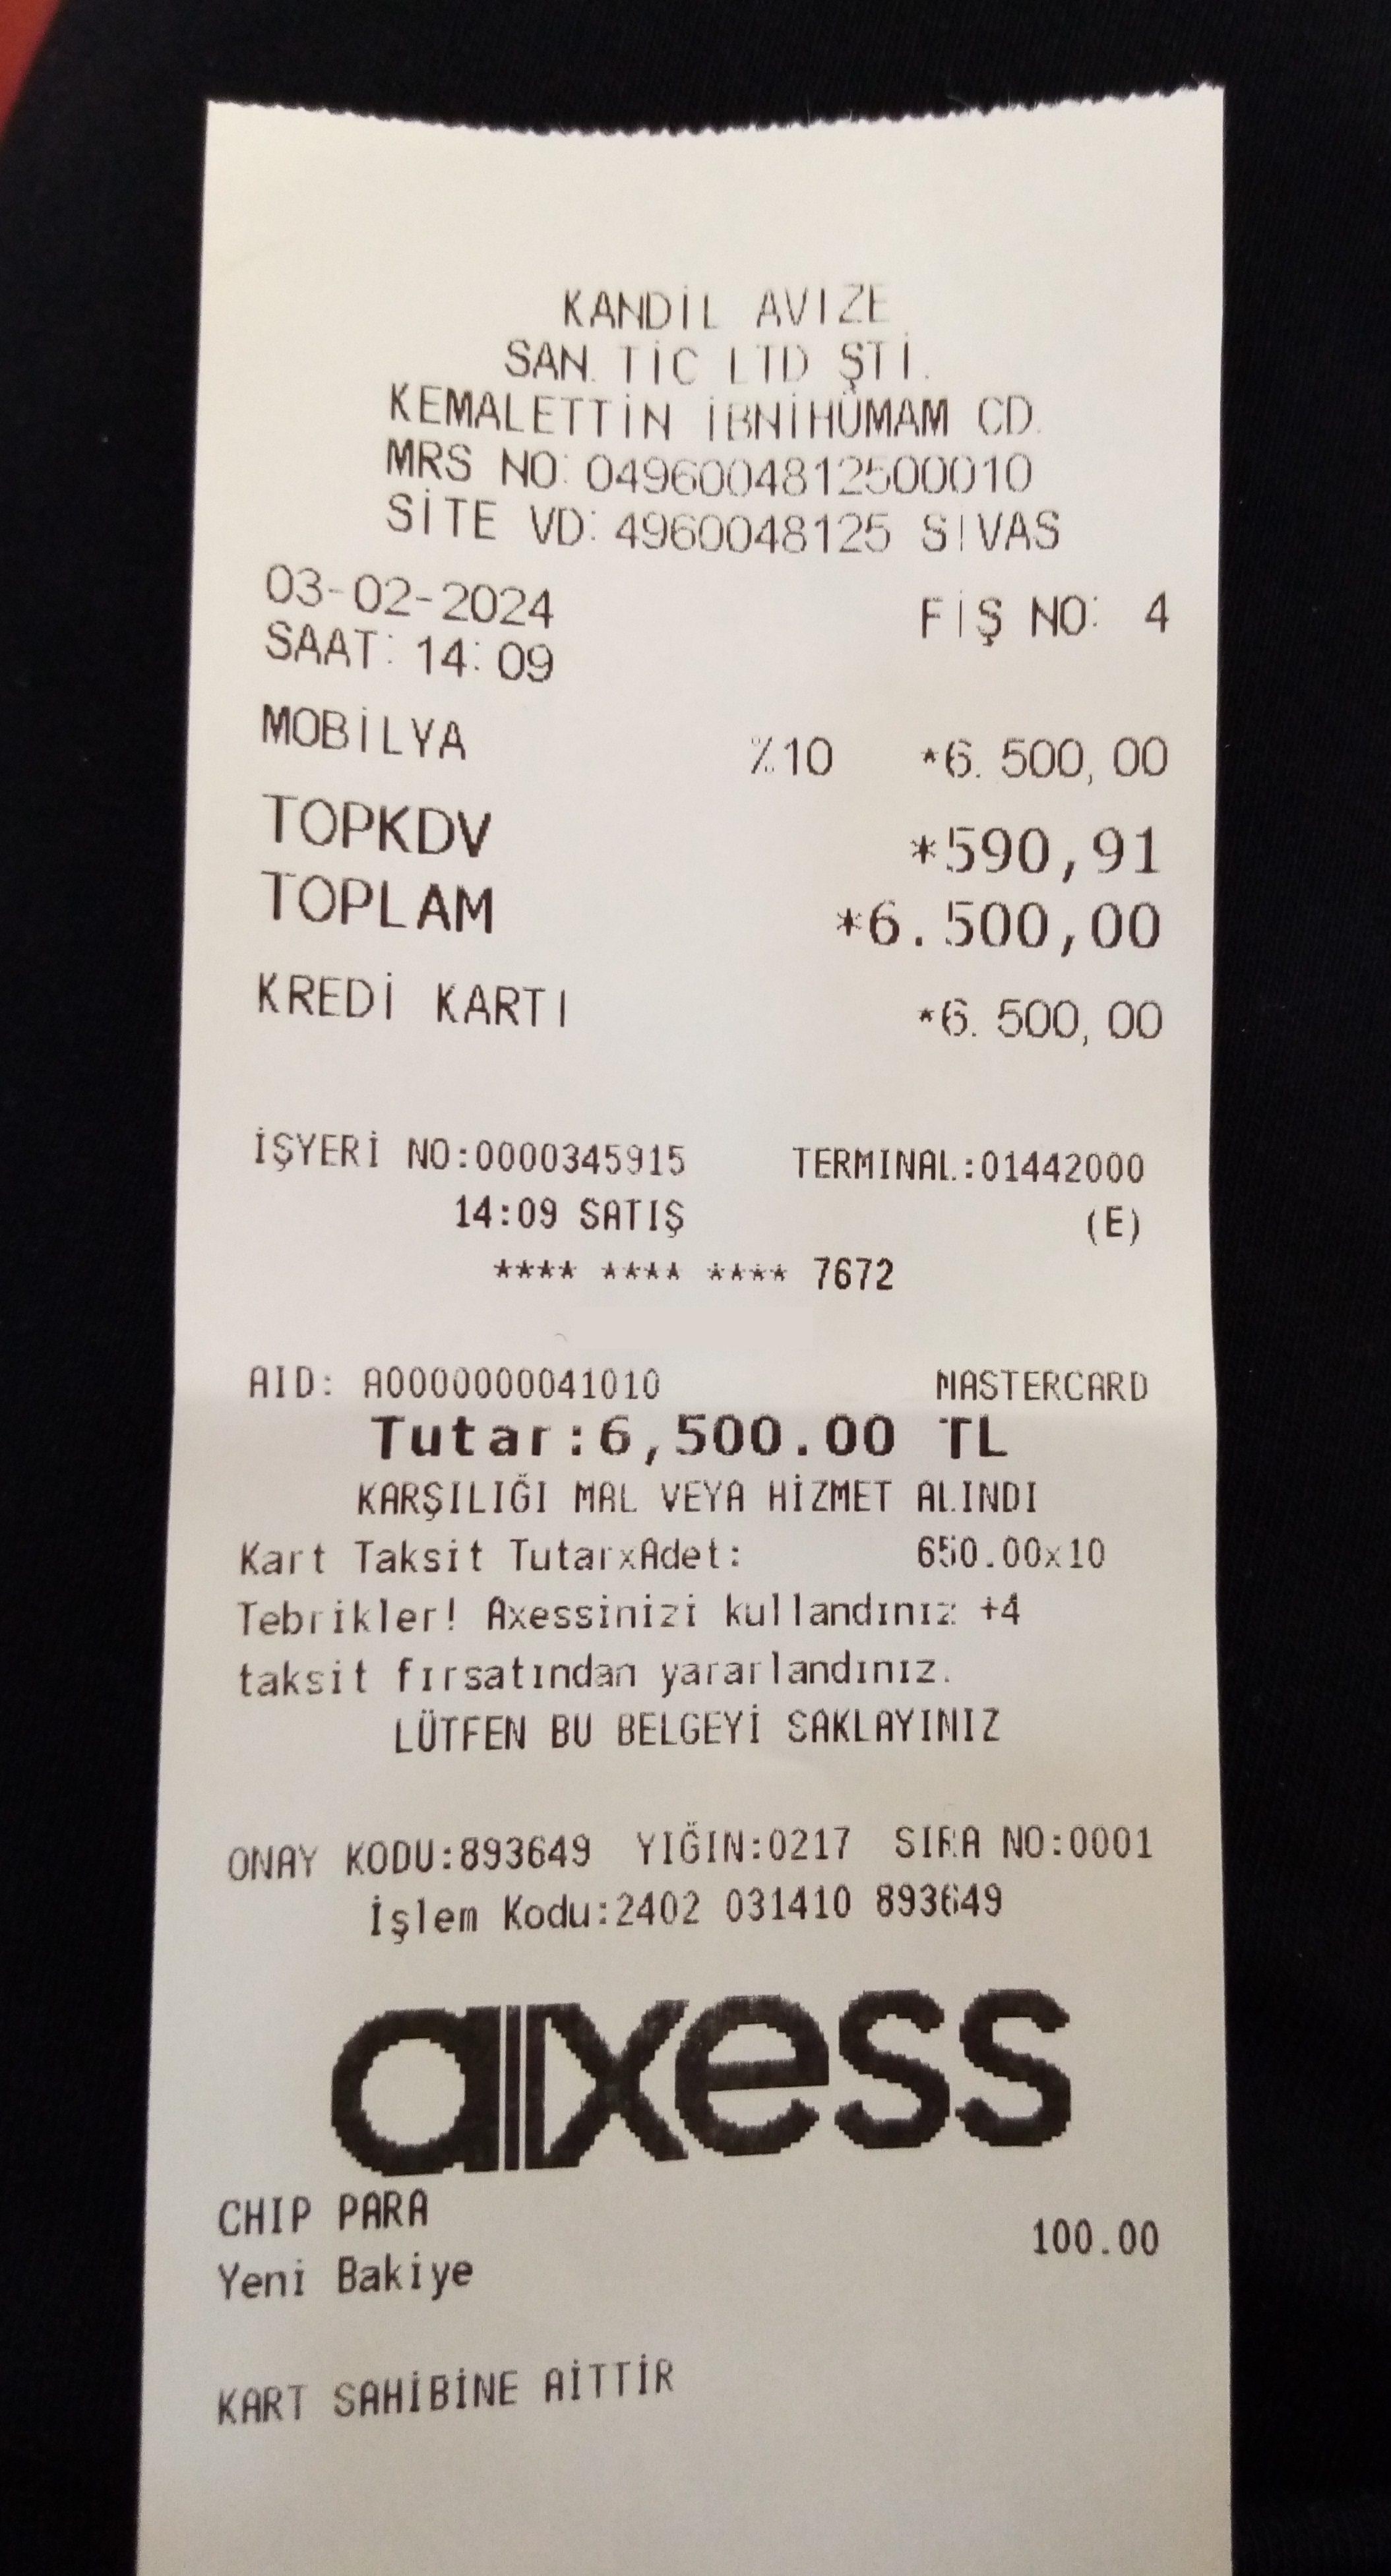 KANDİL AVİZE
SAN. TİC LTD ŞTİ.
KEMALETTİN İBNİHÜMAM CD.
MRS NO: 0496004812500010
SİTE VD: 4960048125 SİVAS
03-02-2024 FİŞ NO: 4
SAAT: 14:09
MOBİLYA %10 *6.500,00
TOPKDV *590,91
TOPLAM *6.500,00
KREDİ KARTI *6.500,00
İŞYERİ NO:0000345915 TERMINAL:01442000
14:09 SATIŞ (E)
**** **** **** 7672
AID: A0000000041010 MASTERCARD
Tutar:6,500.00 TL
KARŞILIĞI MAL VEYA HİZMET ALINDI
Kart Taksit TutarxAdet: 650.00x10
Tebrikler! Axessinizi kullandınız +4
taksit fırsatından yararlandınız.
LÜTFEN BU BELGEYİ SAKLAYINIZ
ONAY KODU:893649 YIĞIN:0217 SIRA NO:0001
İşlem Kodu:2402 031410 893649
axess
CHIP PARA
Yeni Bakiye 100.00
KART SAHİBİNE AİTTİR